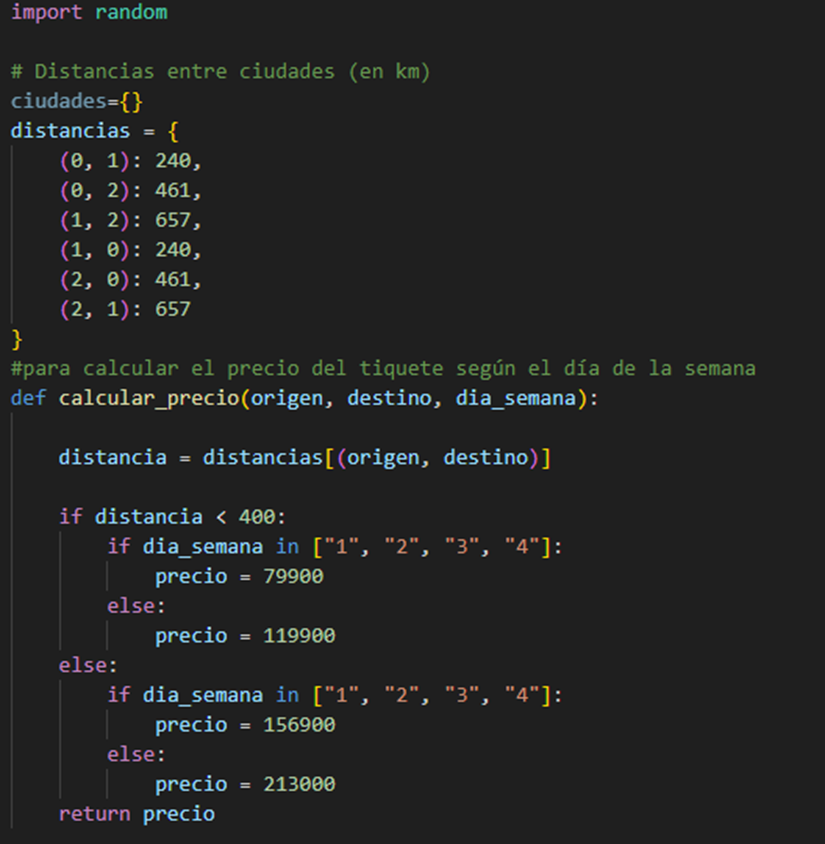 import random
# Distancias entre ciudades (en km)
ciudades={}
distancias = {
    (0, 1): 240,
    (0, 2): 461,
    (1, 2): 657,
    (1, 0): 240,
    (2, 0): 461,
    (2, 1): 657
}
#para calcular el precio del tiquete según el día de la semana
def calcular_precio(origen, destino, dia_semana):
    distancia = distancias[(origen, destino)]
    if distancia < 400:
        if dia_semana in ["1", "2", "3", "4"]:
            precio = 79900
        else:
            precio = 119900
    else:
        if dia_semana in ["1", "2", "3", "4"]:
            precio = 156900
        else:
            precio = 213000
    return precio